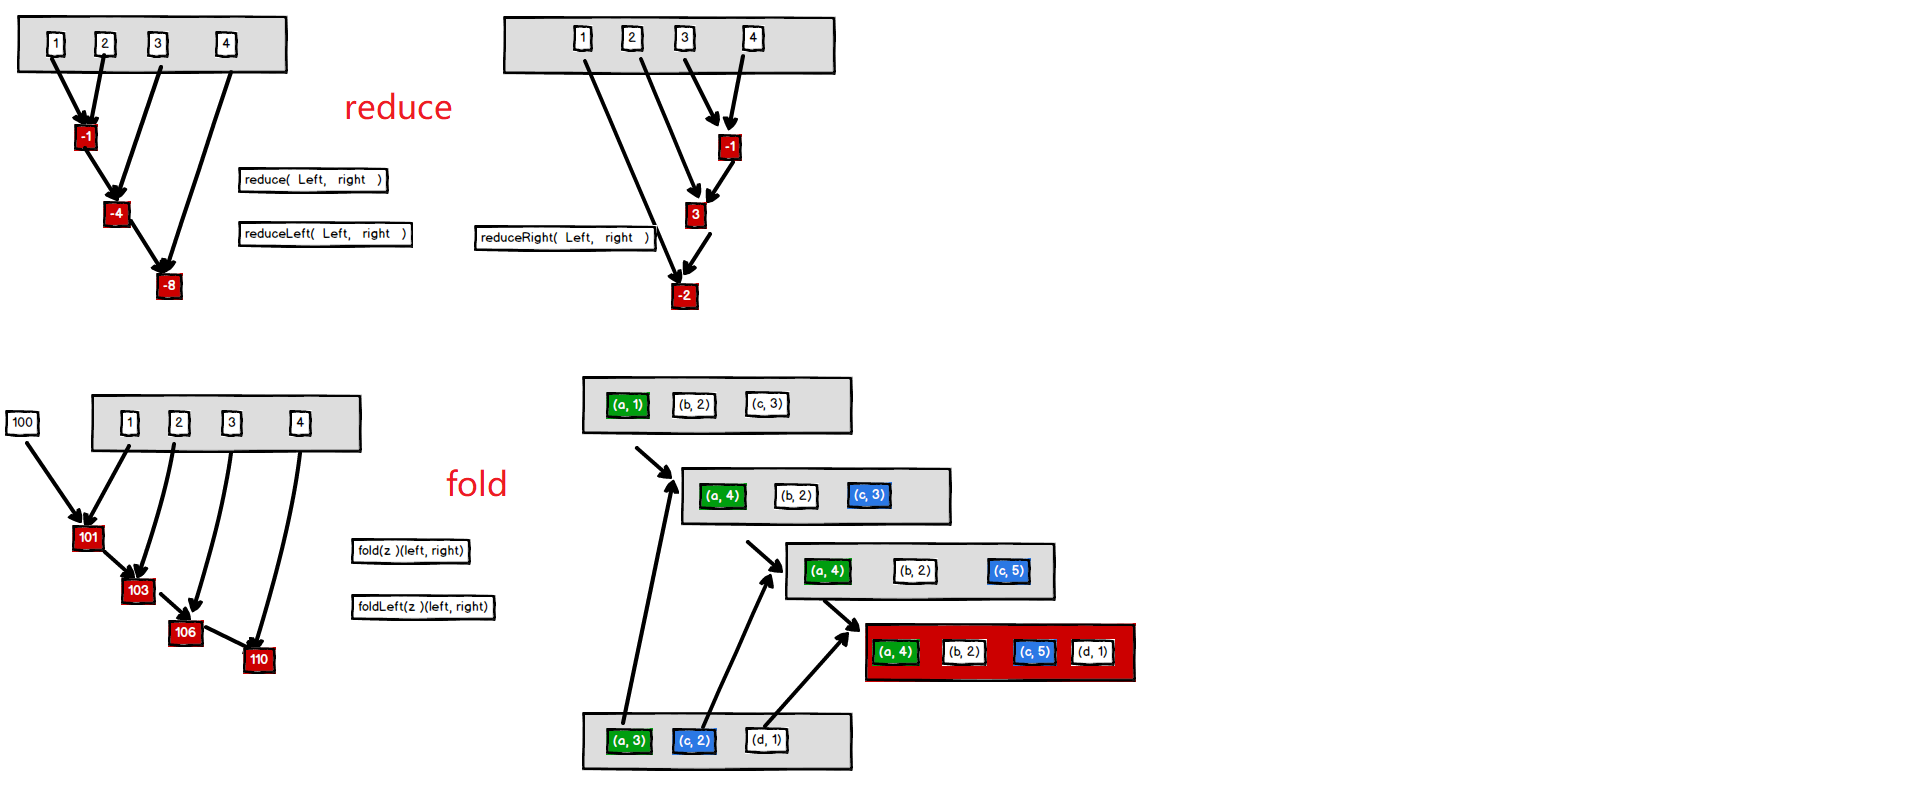 1 2 3 4
-1
-4
-8
reduce
reduce( Left, right )
reduceLeft( Left, right )
1 2 3 4
-1
3
-2
reduceRight( Left, right )
100
1 2 3 4
101
103
106
110
fold
fold(z )(left, right)
foldLeft(z )(left, right)
(a, 1) (b, 2) (c, 3)
(a, 4) (b, 2) (c, 3)
(a, 4) (b, 2) (c, 5)
(a, 4) (b, 2) (c, 5) (d, 1)
(a, 3) (c, 2) (d, 1)